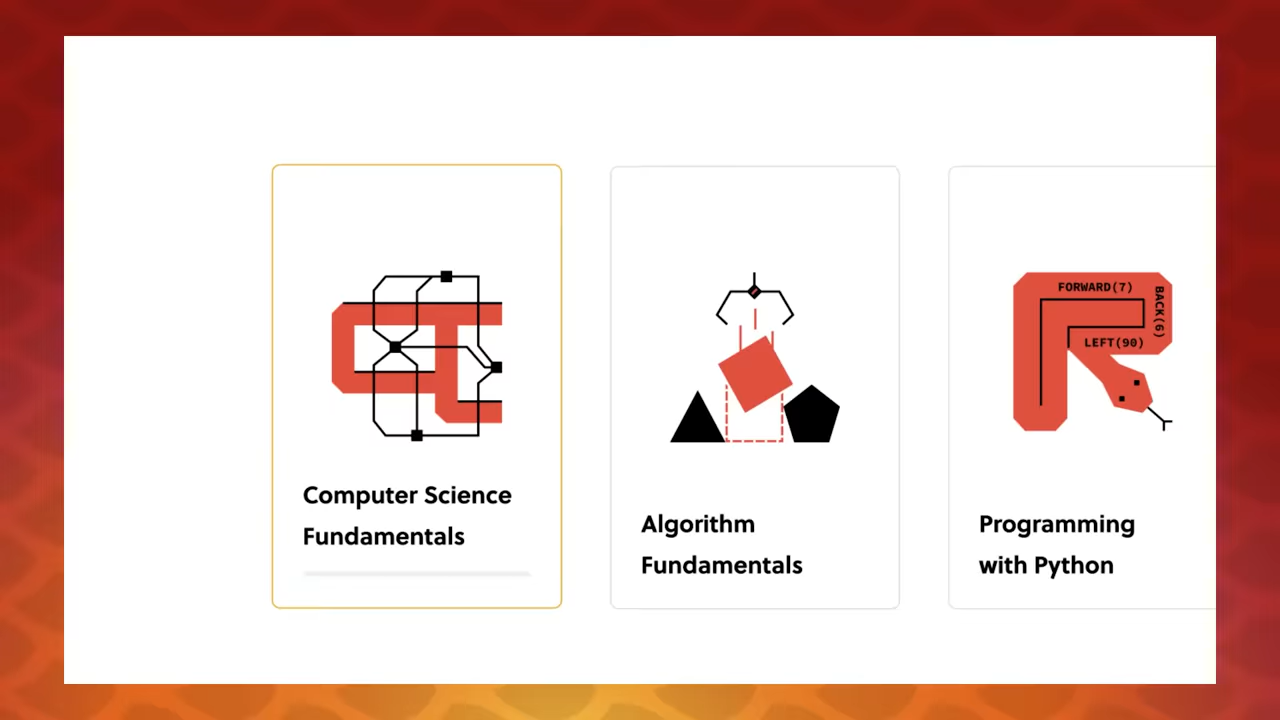 Computer Science
Fundamentals
Algorithm
Fundamentals
FORWARD(7)
BACK(6)
LEFT(90)
Programming
with Python